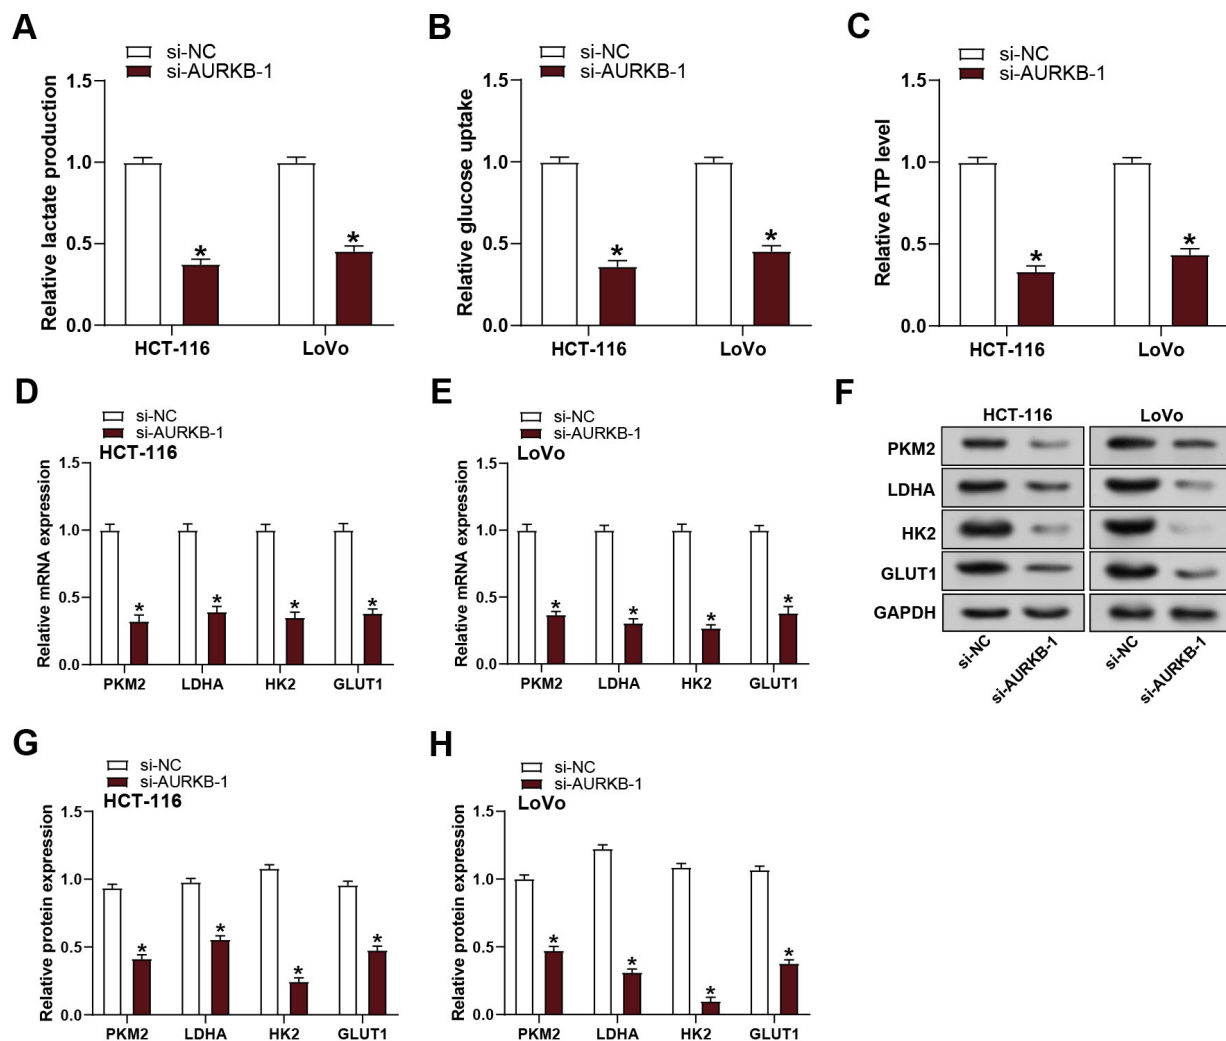 A
si-NC
si-AURKB-1
Relative lactate production
1.5
1.0
0.5
0.0
*
*
HCT-116
LoVo
B
si-NC
si-AURKB-1
Relative glucose uptake
1.5
1.0
0.5
0.0
*
*
HCT-116
LoVo
C
si-NC
si-AURKB-1
Relative ATP level
1.5
1.0
0.5
0.0
*
*
HCT-116
LoVo
D
si-NC
si-AURKB-1
HCT-116
Relative mRNA expression
1.5
1.0
0.5
0.0
*
*
*
*
PKM2
LDHA
HK2
GLUT1
E
si-NC
si-AURKB-1
LoVo
Relative mRNA expression
1.5
1.0
0.5
0.0
*
*
*
*
PKM2
LDHA
HK2
GLUT1
F
HCT-116
LoVo
PKM2
LDHA
HK2
GLUT1
GAPDH
si-NC
si-AURKB-1
si-NC
si-AURKB-1
G
si-NC
si-AURKB-1
HCT-116
Relative protein expression
1.5
1.0
0.5
0.0
*
*
*
*
PKM2
LDHA
HK2
GLUT1
H
si-NC
si-AURKB-1
LoVo
Relative protein expression
1.5
1.0
0.5
0.0
*
*
*
*
PKM2
LDHA
HK2
GLUT1